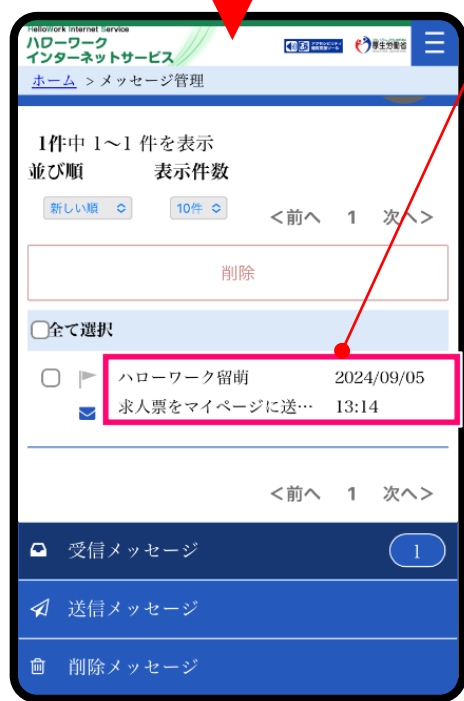 HelloWork Internet Service
ハローワーク
インターネットサービス
厚生労働省
ホーム >メッセージ管理
1件中 1～1 件を表示
並び順 表示件数
新しい順 10件
<前へ 1 次へ>
削除
全て選択
ハローワーク留萌 2024/09/05
求人票をマイページに送… 13:14
<前へ 1 次へ>
受信メッセージ 1
送信メッセージ
削除メッセージ